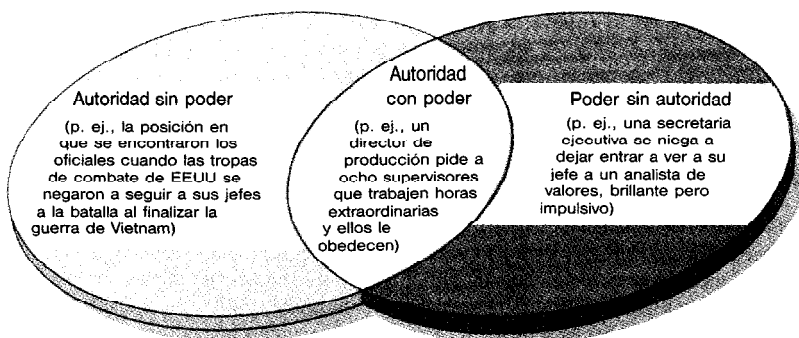 Autoridad sin poder
(p. ej., la posición en
que se encontraron los
oficiales cuando las tropas
de combate de EEUU se
negaron a seguir a sus jefes
a la batalla al finalizar la
guerra de Vietnam)
Autoridad
con poder
(p. ej., un
director de
producción pide a
ocho supervisores
que trabajen horas
extraordinarias
y ellos le
obedecen)
Poder sin autoridad
(p. ej., una secretaria
ejecutiva se niega a
dejar entrar a ver a su
jefe a un analista de
valores, brillante pero
impulsivo)